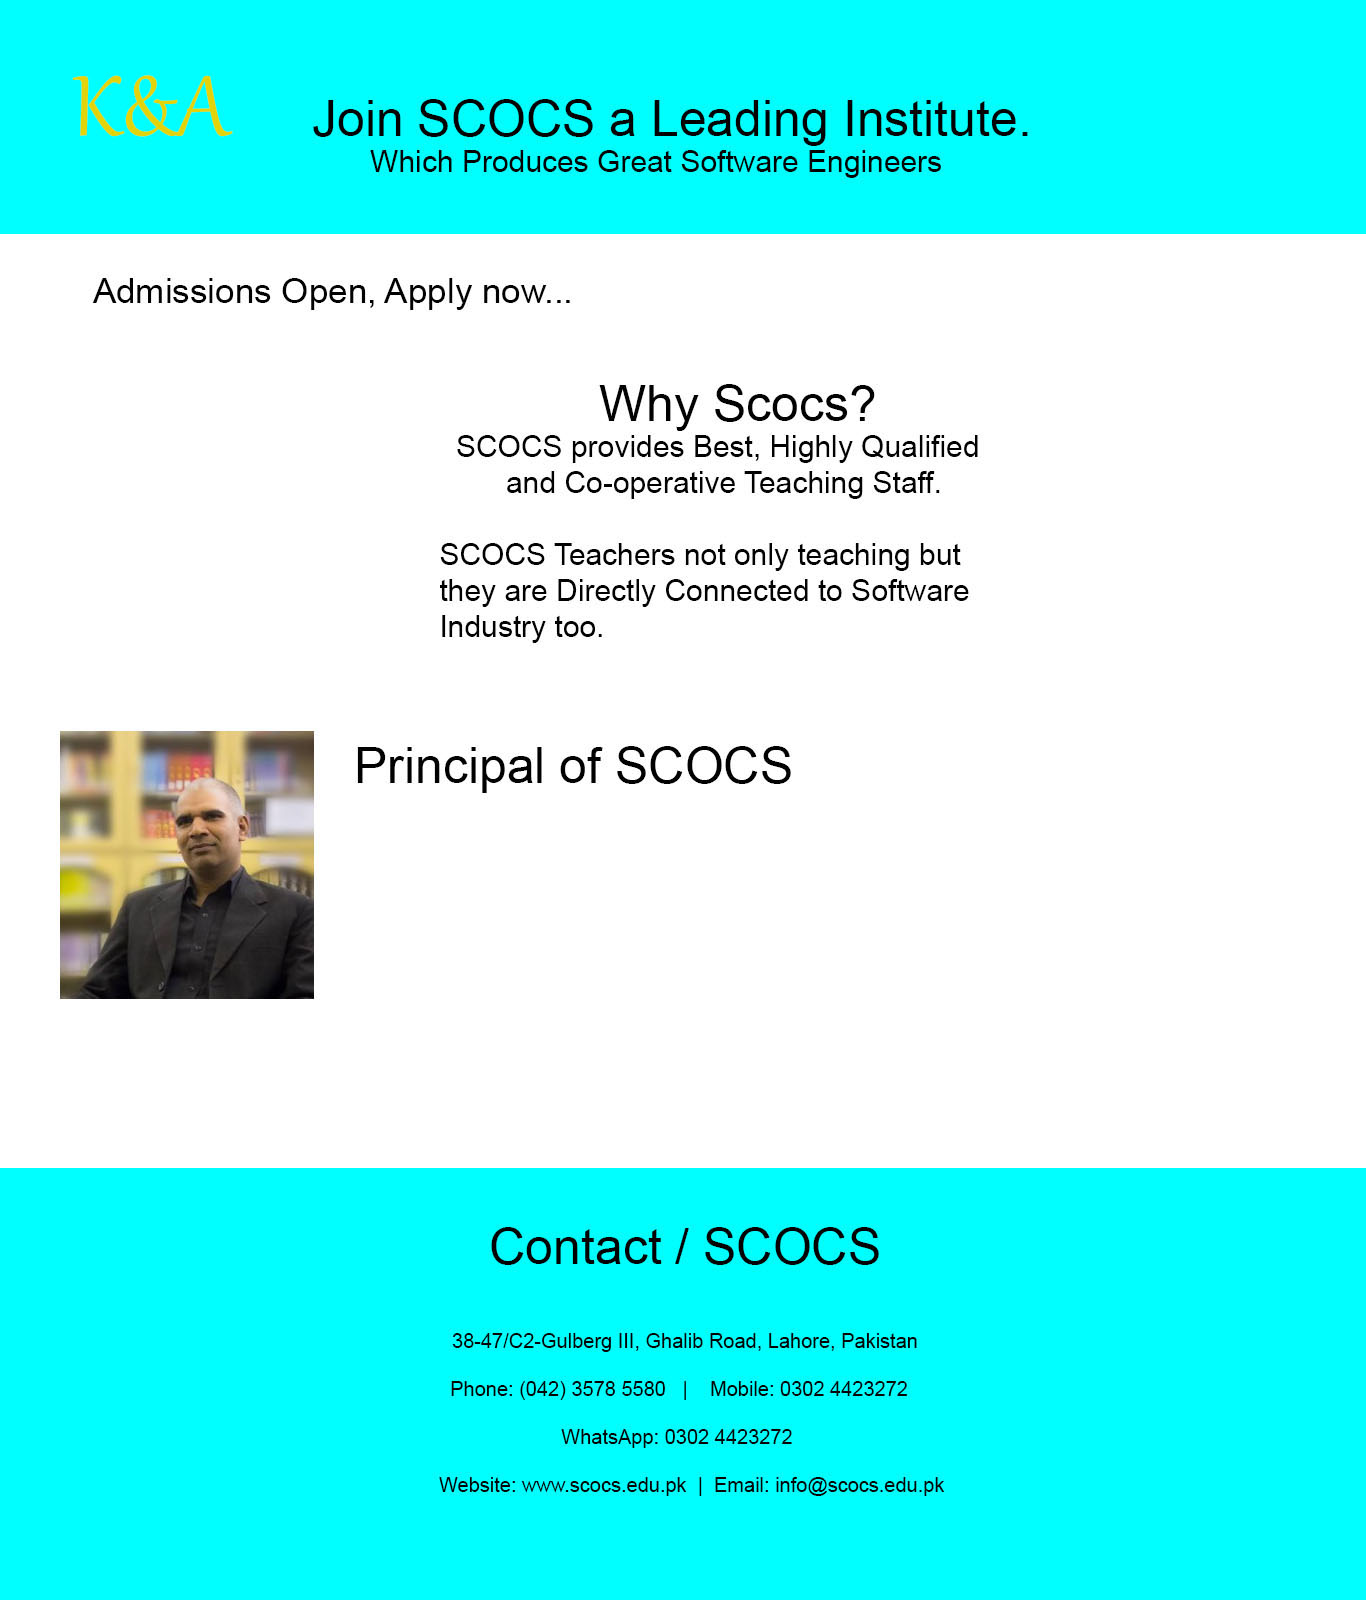 K&A
Join SCOCS a Leading Institute.
Which Produces Great Software Engineers
Admissions Open, Apply now...
Why Scocs?
SCOCS provides Best, Highly Qualified
and Co-operative Teaching Staff.
SCOCS Teachers not only teaching but
they are Directly Connected to Software
Industry too.
Principal of SCOCS
Contact / SCOCS
38-47/C2-Gulberg III, Ghalib Road, Lahore, Pakistan
Phone: (042) 3578 5580 | Mobile: 0302 4423272
WhatsApp: 0302 4423272
Website: www.scocs.edu.pk | Email: info@scocs.edu.pk